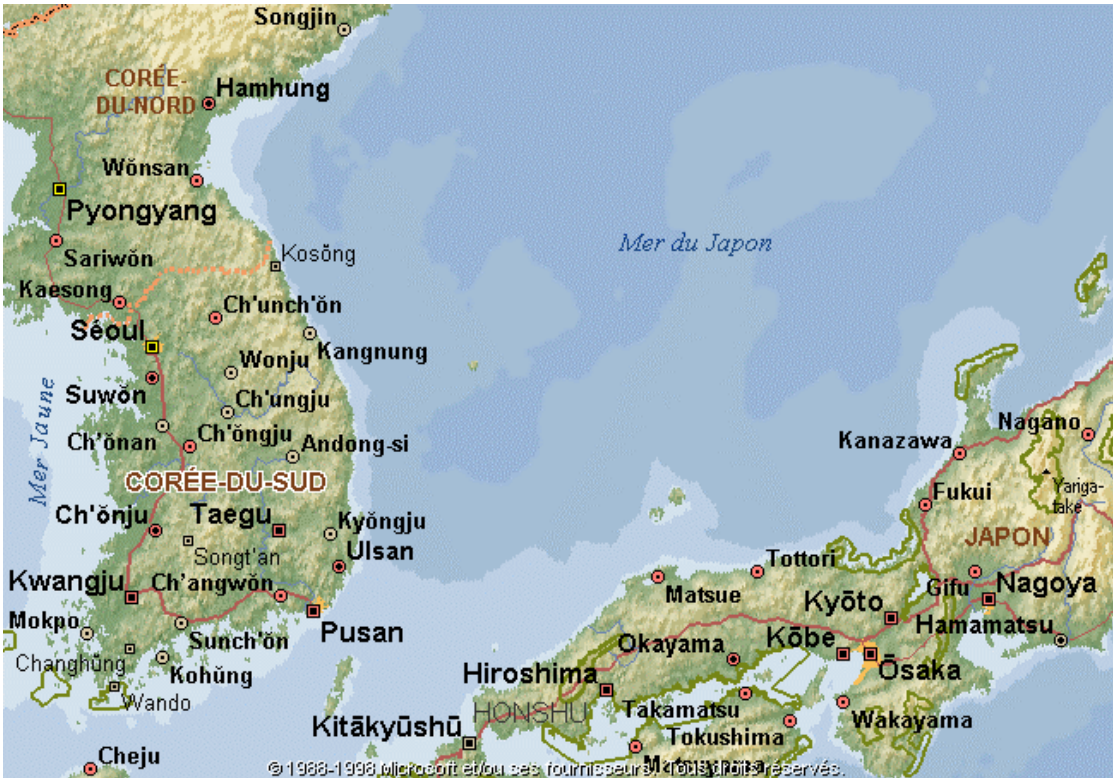 Songjin
CORÉE-
DU-NORD
Hamhung
Wŏnsan
Pyongyang
Mer du Japon
Sariwŏn
Kosŏng
Kaesong
Ch'unch'ŏn
Séoul
Kangnung
Wonju
Suwŏn
Mer Jaune
Ch'ungju
Nagano
Ch'ŏnan
Ch'ŏngju
Andong-si
Kanazawa
CORÉE-DU-SUD
Yariga-
take
Fukui
Ch'ŏnju
Taegu
Kyŏngju
JAPON
Songt'an
Ulsan
Tottori
Kwangju
Ch'angwŏn
Matsue
Gifu
Nagoya
Kyōto
Mokpo
Pusan
Hamamatsu
Sunch'ŏn
Okayama
Kōbe
Changhŭng
Kohŭng
Hiroshima
Ōsaka
Wando
HONSHU
Takamatsu
Wakayama
Kitākyūshū
Tokushima
Cheju
Matsuyama
© 1988-1998 Microsoft et/ou ses fournisseurs. Tous droits réservés.